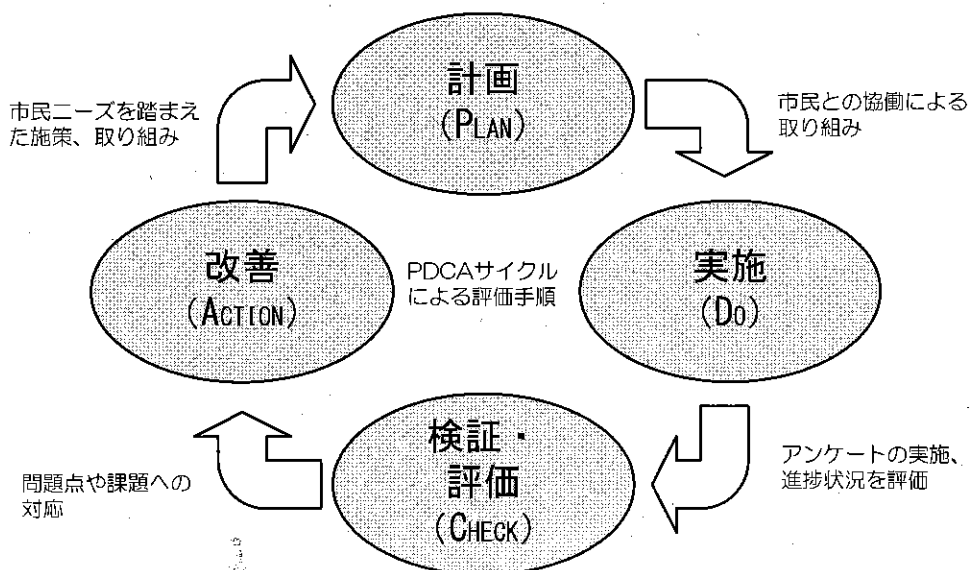 計画
(PLAN)
市民ニーズを踏まえ
た施策、取り組み
市民との協働による
取り組み
改善
(ACTION)
PDCAサイクル
による評価手順
実施
(DO)
検証・
評価
(CHECK)
問題点や課題への
対応
アンケートの実施、
進捗状況を評価